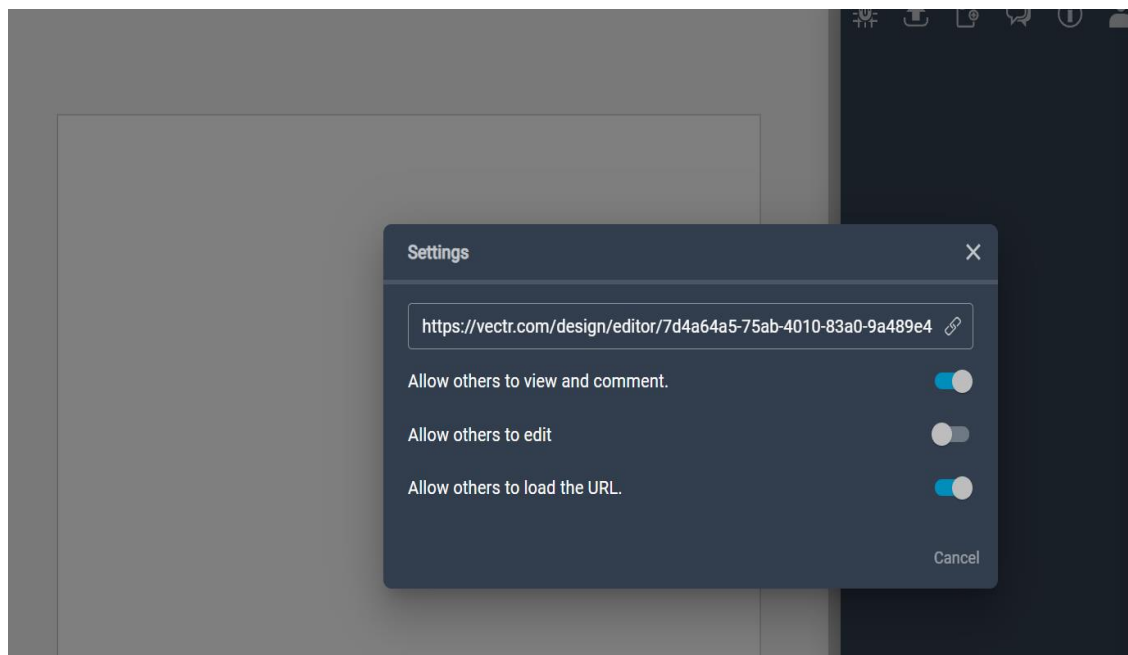 Settings
https://vectr.com/design/editor/7d4a64a5-75ab-4010-83a0-9a489e4
Allow others to view and comment.
Allow others to edit
Allow others to load the URL.
Cancel